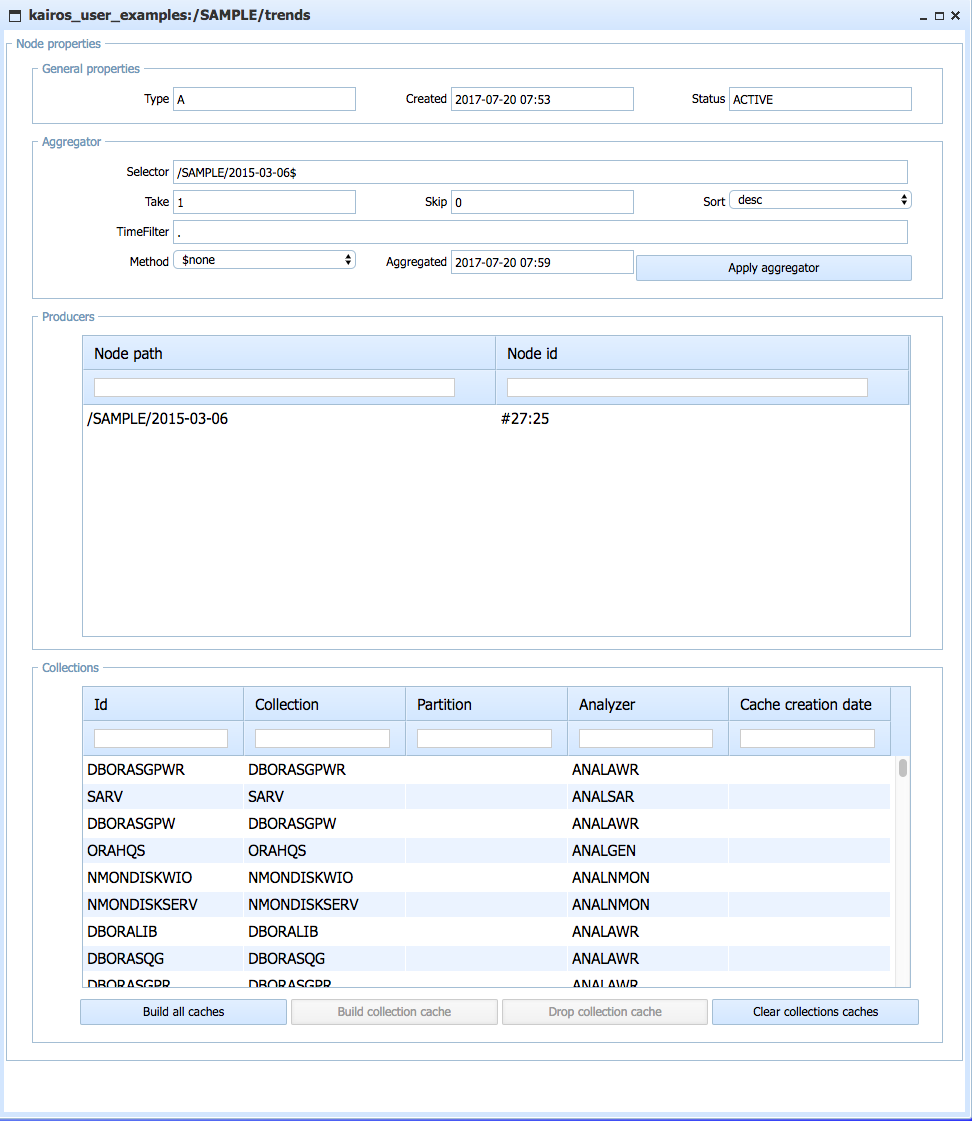 kairos_user_examples:/SAMPLE/trends
Node properties
General properties
Type A Created 2017-07-20 07:53 Status ACTIVE
Aggregator
Selector /SAMPLE/2015-03-06$
Take 1 Skip 0 Sort desc
TimeFilter .
Method $none Aggregated 2017-07-20 07:59 Apply aggregator
Producers
Node path Node id
/SAMPLE/2015-03-06 #27:25
Collections
Id Collection Partition Analyzer Cache creation date
DBORASGPWR DBORASGPWR ANALAWR
SARV SARV ANALSAR
DBORASGPW DBORASGPW ANALAWR
ORAHQS ORAHQS ANALGEN
NMONDISKWIO NMONDISKWIO ANALNMON
NMONDISKSERV NMONDISKSERV ANALNMON
DBORALIB DBORALIB ANALAWR
DBORASQG DBORASQG ANALAWR
DBORASGPR DBORASGPR ANALAWR
Build all caches Build collection cache Drop collection cache Clear collections caches